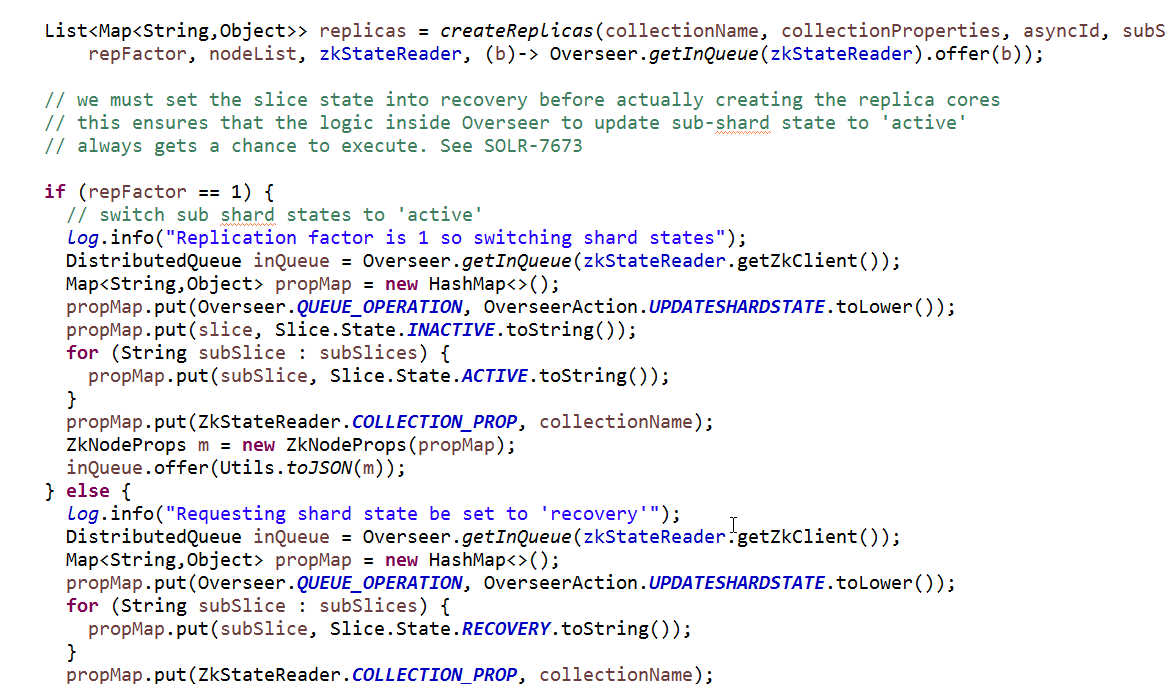 List<Map<String,Object>> replicas = createReplicas(collectionName, collectionProperties, asyncId, subS
repFactor, nodeList, zkStateReader, (b)-> Overseer.getInQueue(zkStateReader).offer(b));
// we must set the slice state into recovery before actually creating the replica cores
// this ensures that the logic inside Overseer to update sub-shard state to 'active'
// always gets a chance to execute. See SOLR-7673
if (repFactor == 1) {
// switch sub shard states to 'active'
log.info("Replication factor is 1 so switching shard states");
DistributedQueue inQueue = Overseer.getInQueue(zkStateReader.getZkClient());
Map<String,Object> propMap = new HashMap<>();
propMap.put(Overseer.QUEUE_OPERATION, OverseerAction.UPDATESHARDSTATE.toLower());
propMap.put(slice, Slice.State.INACTIVE.toString());
for (String subSlice : subSlices) {
propMap.put(subSlice, Slice.State.ACTIVE.toString());
}
propMap.put(ZkStateReader.COLLECTION_PROP, collectionName);
ZkNodeProps m = new ZkNodeProps(propMap);
inQueue.offer(Utils.toJSON(m));
} else {
log.info("Requesting shard state be set to 'recovery'");
DistributedQueue inQueue = Overseer.getInQueue(zkStateReader.getZkClient());
Map<String,Object> propMap = new HashMap<>();
propMap.put(Overseer.QUEUE_OPERATION, OverseerAction.UPDATESHARDSTATE.toLower());
for (String subSlice : subSlices) {
propMap.put(subSlice, Slice.State.RECOVERY.toString());
}
propMap.put(ZkStateReader.COLLECTION_PROP, collectionName);